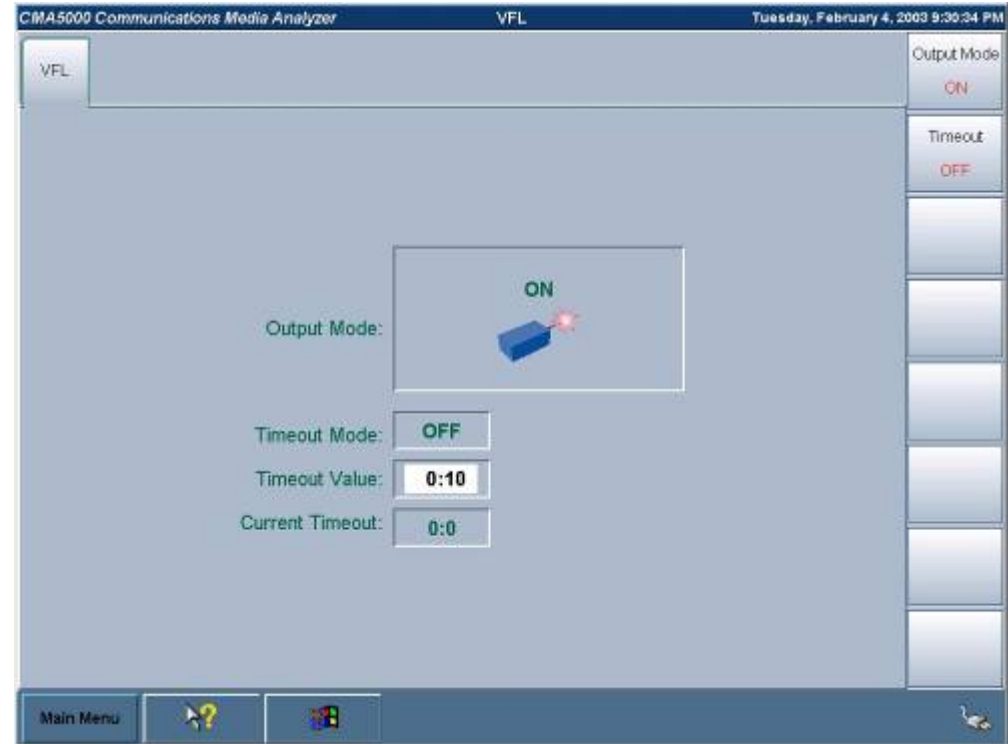 CMA5000 Communications Media Analyzer VFL Tuesday, February 4, 2003 9:30:34 PM
VFL
Output Mode
ON
Timeout
OFF
ON
Output Mode:
Timeout Mode: OFF
Timeout Value: 0:10
Current Timeout: 0:0
Main Menu
?